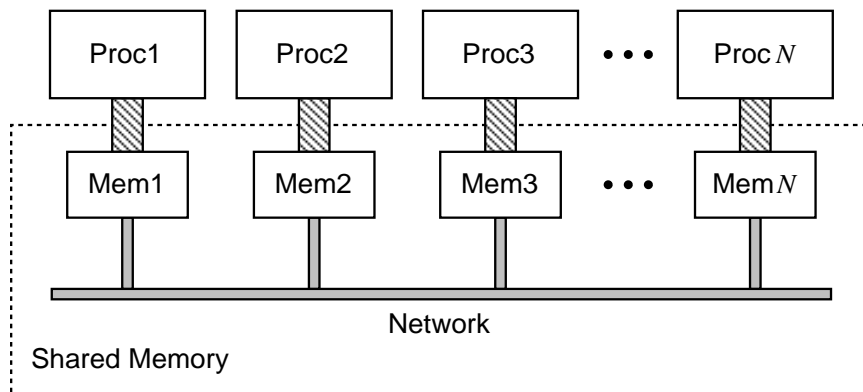 Proc1 Proc2 Proc3 ••• Proc N
Mem1 Mem2 Mem3 ••• Mem N
Network
Shared Memory